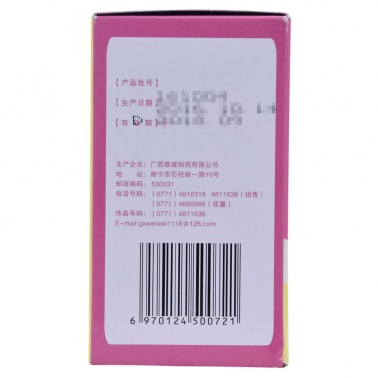 【产品批号】
【生产日期】
【有 期】
生产企业：广西维威制药有限公司
地 址：南宁市石柱岭一路10号
邮政编码：530031
电话号码：(0771) 4818318 4811638 (销售)
(0771) 4885986 (质量)
传真号码：(0771) 4811638
E-mail:gxweiwei1118@126.com
6 970124 500721